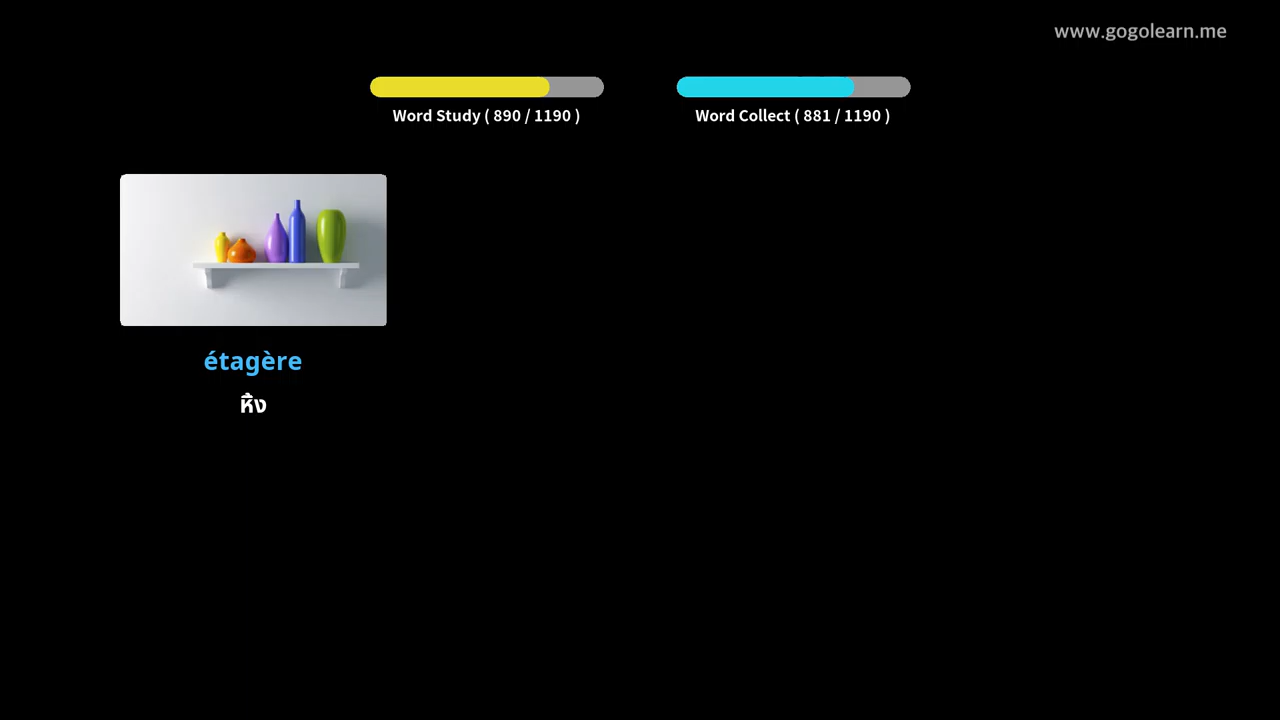 www.gogolearn.me
Word Study ( 890 / 1190 )
Word Collect ( 881 / 1190 )
étagère
หิ้ง